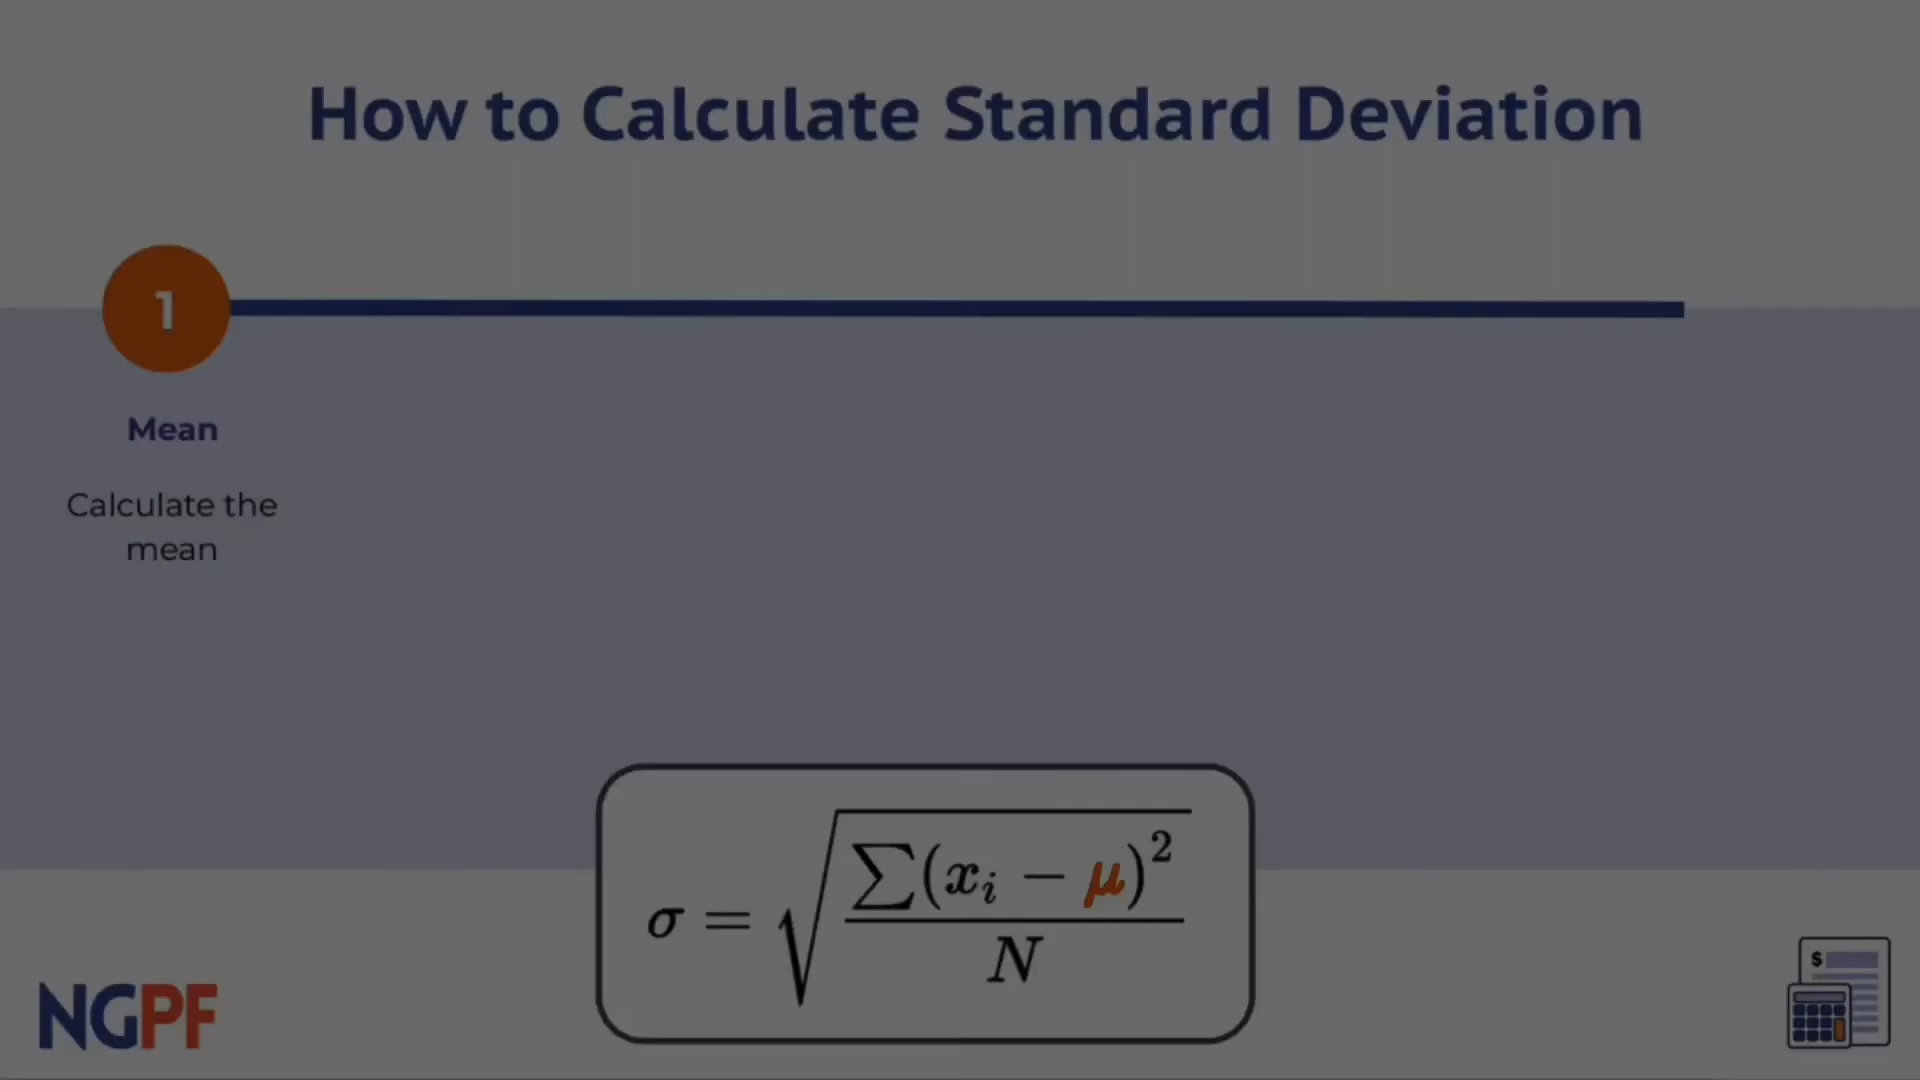 How to Calculate Standard Deviation
1
Mean
Calculate the
mean
σ = √(∑(xᵢ − μ)² / N)
NGPF
$